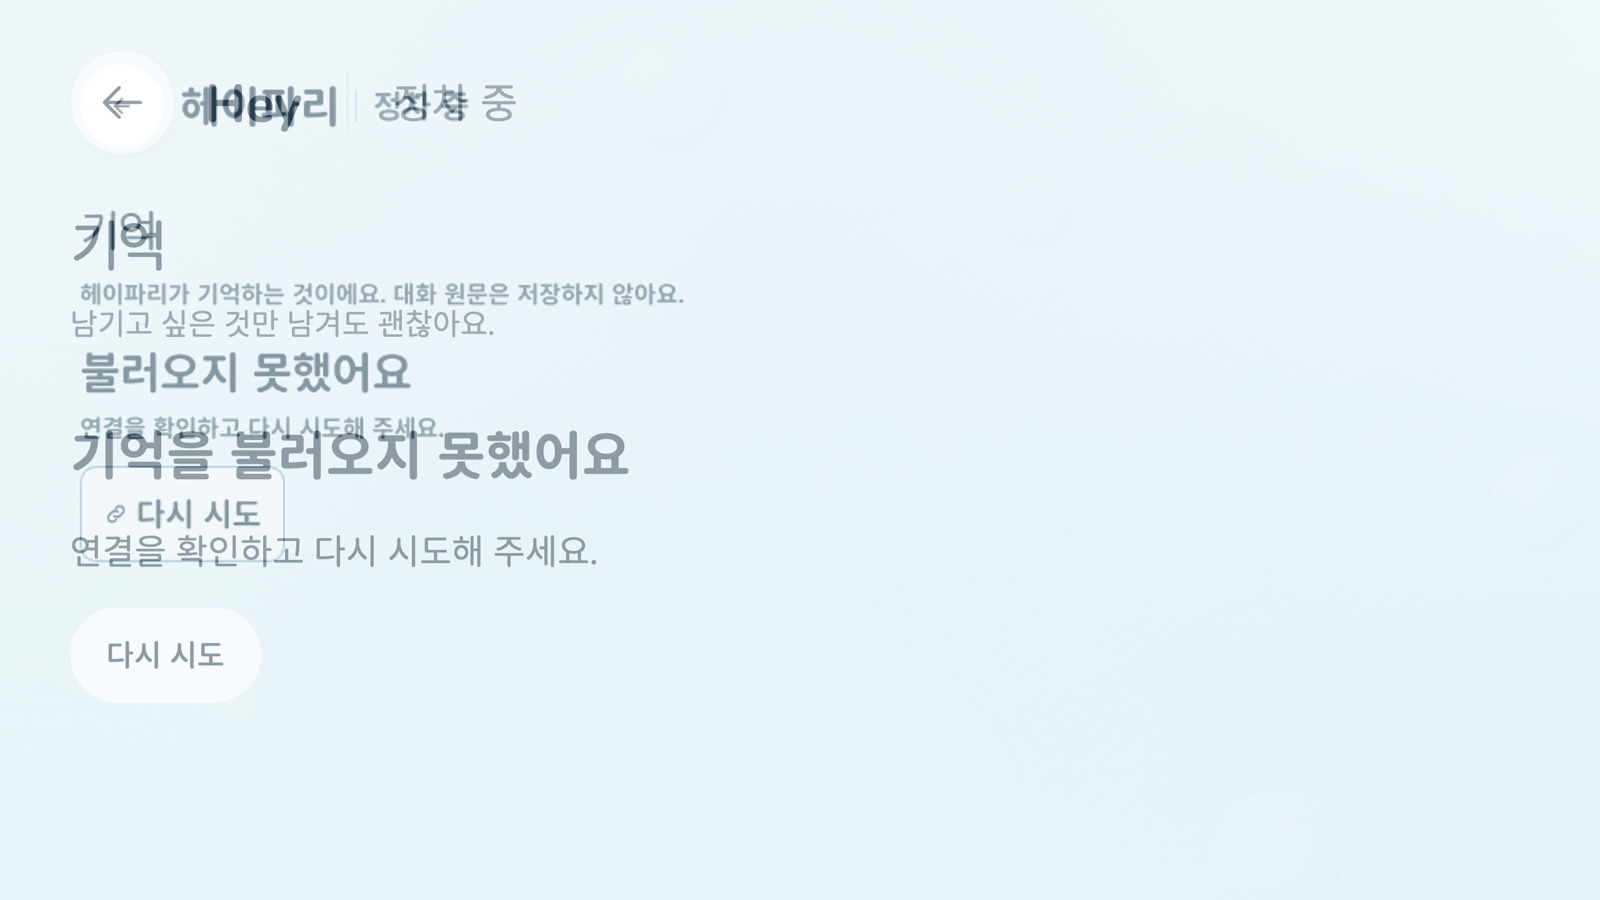 헤이파리 정차 중
Hey 정차 중
기억
기억
헤이파리가 기억하는 것이에요. 대화 원문은 저장하지 않아요.
남기고 싶은 것만 남겨도 괜찮아요.
불러오지 못했어요
연결을 확인하고 다시 시도해 주세요.
기억을 불러오지 못했어요
다시 시도
연결을 확인하고 다시 시도해 주세요.
다시 시도